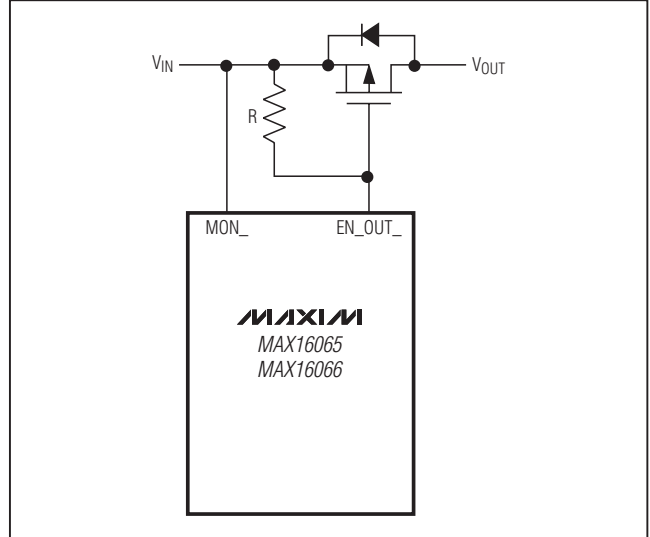 VIN
VOUT
R
MON_
EN_OUT_
MAXIM
MAX16065
MAX16066